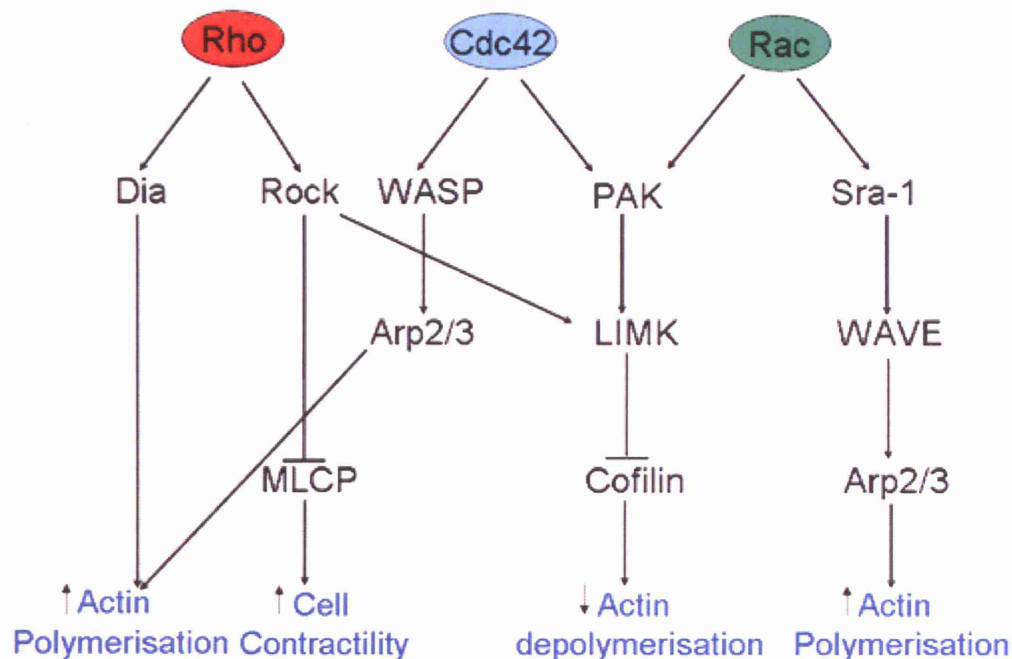 Rho Cdc42 Rac
Dia Rock WASP PAK Sra-1
Arp2/3 LIMK WAVE
MLCP Cofilin Arp2/3
↑ Actin ↑ Cell ↓ Actin ↑ Actin
Polymerisation Contractility depolymerisation Polymerisation